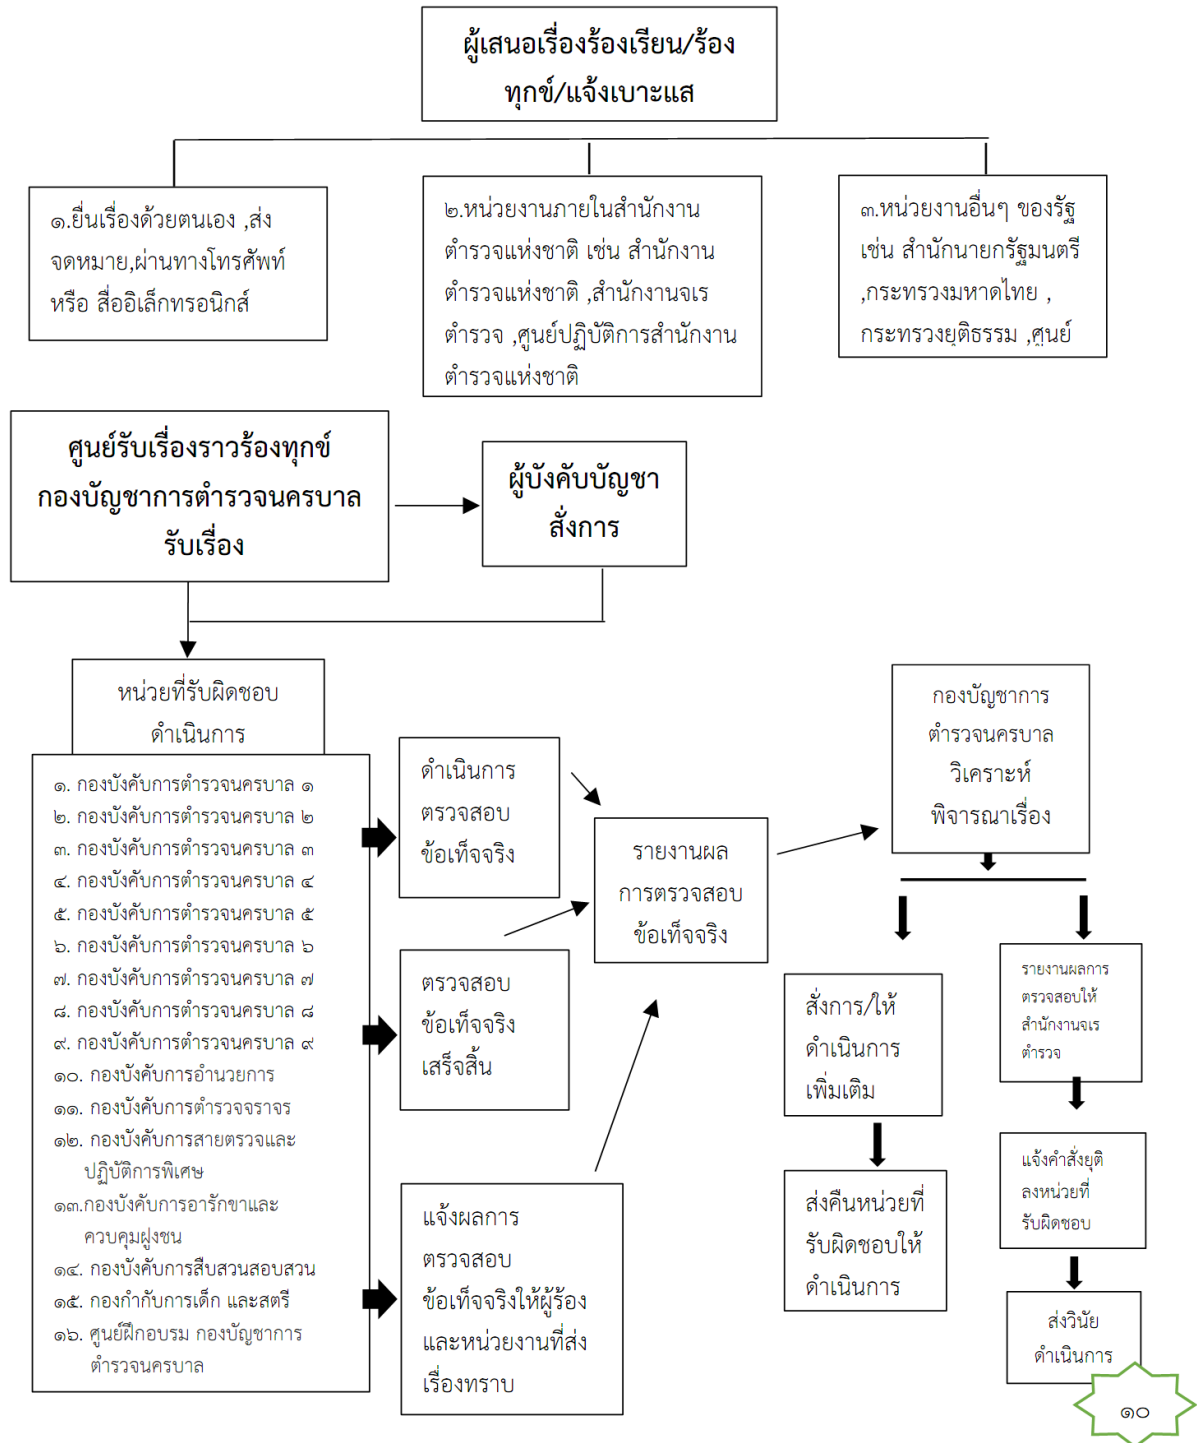 ผู้เสนอเรื่องร้องเรียน/ร้อง
ทุกข์/แจ้งเบาะแส
๑.ยื่นเรื่องด้วยตนเอง ,ส่ง
จดหมาย,ผ่านทางโทรศัพท์
หรือ สื่ออิเล็กทรอนิกส์
๒.หน่วยงานภายในสำนักงาน
ตำรวจแห่งชาติ เช่น สำนักงาน
ตำรวจแห่งชาติ ,สำนักงานจเร
ตำรวจ ,ศูนย์ปฏิบัติการสำนักงาน
ตำรวจแห่งชาติ
๓.หน่วยงานอื่นๆ ของรัฐ
เช่น สำนักนายกรัฐมนตรี
,กระทรวงมหาดไทย ,
กระทรวงยุติธรรม ,ศูนย์
ศูนย์รับเรื่องราวร้องทุกข์
กองบัญชาการตำรวจนครบาล
รับเรื่อง
ผู้บังคับบัญชา
สั่งการ
หน่วยที่รับผิดชอบ
ดำเนินการ
๑. กองบังคับการตำรวจนครบาล ๑
๒. กองบังคับการตำรวจนครบาล ๒
๓. กองบังคับการตำรวจนครบาล ๓
๔. กองบังคับการตำรวจนครบาล ๔
๕. กองบังคับการตำรวจนครบาล ๕
๖. กองบังคับการตำรวจนครบาล ๖
๗. กองบังคับการตำรวจนครบาล ๗
๘. กองบังคับการตำรวจนครบาล ๘
๙. กองบังคับการตำรวจนครบาล ๙
๑๐. กองบังคับการอำนวยการ
๑๑. กองบังคับการตำรวจจราจร
๑๒. กองบังคับการสายตรวจและ
ปฏิบัติการพิเศษ
๑๓.กองบังคับการอารักขาและ
ควบคุมฝูงชน
๑๔. กองบังคับการสืบสวนสอบสวน
๑๕. กองกำกับการเด็ก และสตรี
๑๖. ศูนย์ฝึกอบรม กองบัญชาการ
ตำรวจนครบาล
ดำเนินการ
ตรวจสอบ
ข้อเท็จจริง
ตรวจสอบ
ข้อเท็จจริง
เสร็จสิ้น
แจ้งผลการ
ตรวจสอบ
ข้อเท็จจริงให้ผู้ร้อง
และหน่วยงานที่ส่ง
เรื่องทราบ
รายงานผล
การตรวจสอบ
ข้อเท็จจริง
กองบัญชาการ
ตำรวจนครบาล
วิเคราะห์
พิจารณาเรื่อง
สั่งการ/ให้
ดำเนินการ
เพิ่มเติม
ส่งคืนหน่วยที่
รับผิดชอบให้
ดำเนินการ
รายงานผลการ
ตรวจสอบให้
สำนักงานจเร
ตำรวจ
แจ้งคำสั่งยุติ
ลงหน่วยที่
รับผิดชอบ
ส่งวินัย
ดำเนินการ
๑๐